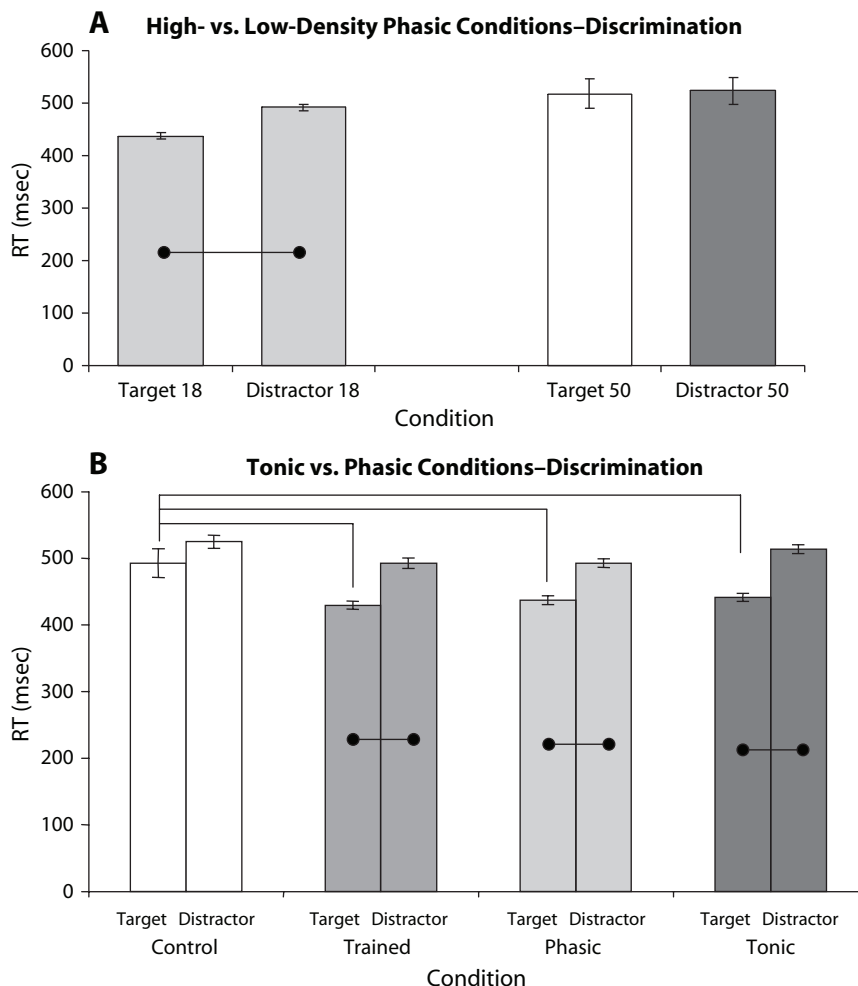 A High- vs. Low-Density Phasic Conditions–Discrimination
600
500
400
300
200
100
0
RT (msec)
Target 18 Distractor 18 Target 50 Distractor 50
Condition
B Tonic vs. Phasic Conditions–Discrimination
600
500
400
300
200
100
0
RT (msec)
Target Distractor Target Distractor Target Distractor Target Distractor
Control Trained Phasic Tonic
Condition